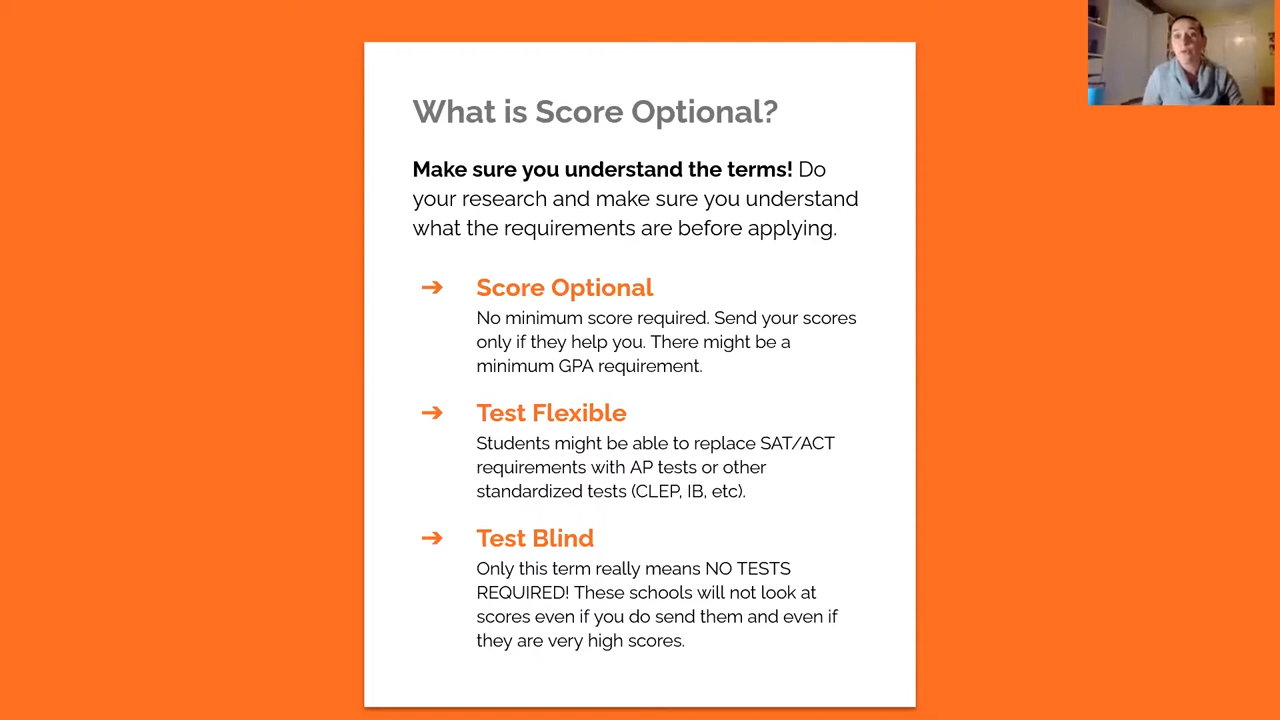 What is Score Optional?
Make sure you understand the terms! Do
your research and make sure you understand
what the requirements are before applying.
➔ Score Optional
No minimum score required. Send your scores
only if they help you. There might be a
minimum GPA requirement.
➔ Test Flexible
Students might be able to replace SAT/ACT
requirements with AP tests or other
standardized tests (CLEP, IB, etc).
➔ Test Blind
Only this term really means NO TESTS
REQUIRED! These schools will not look at
scores even if you do send them and even if
they are very high scores.